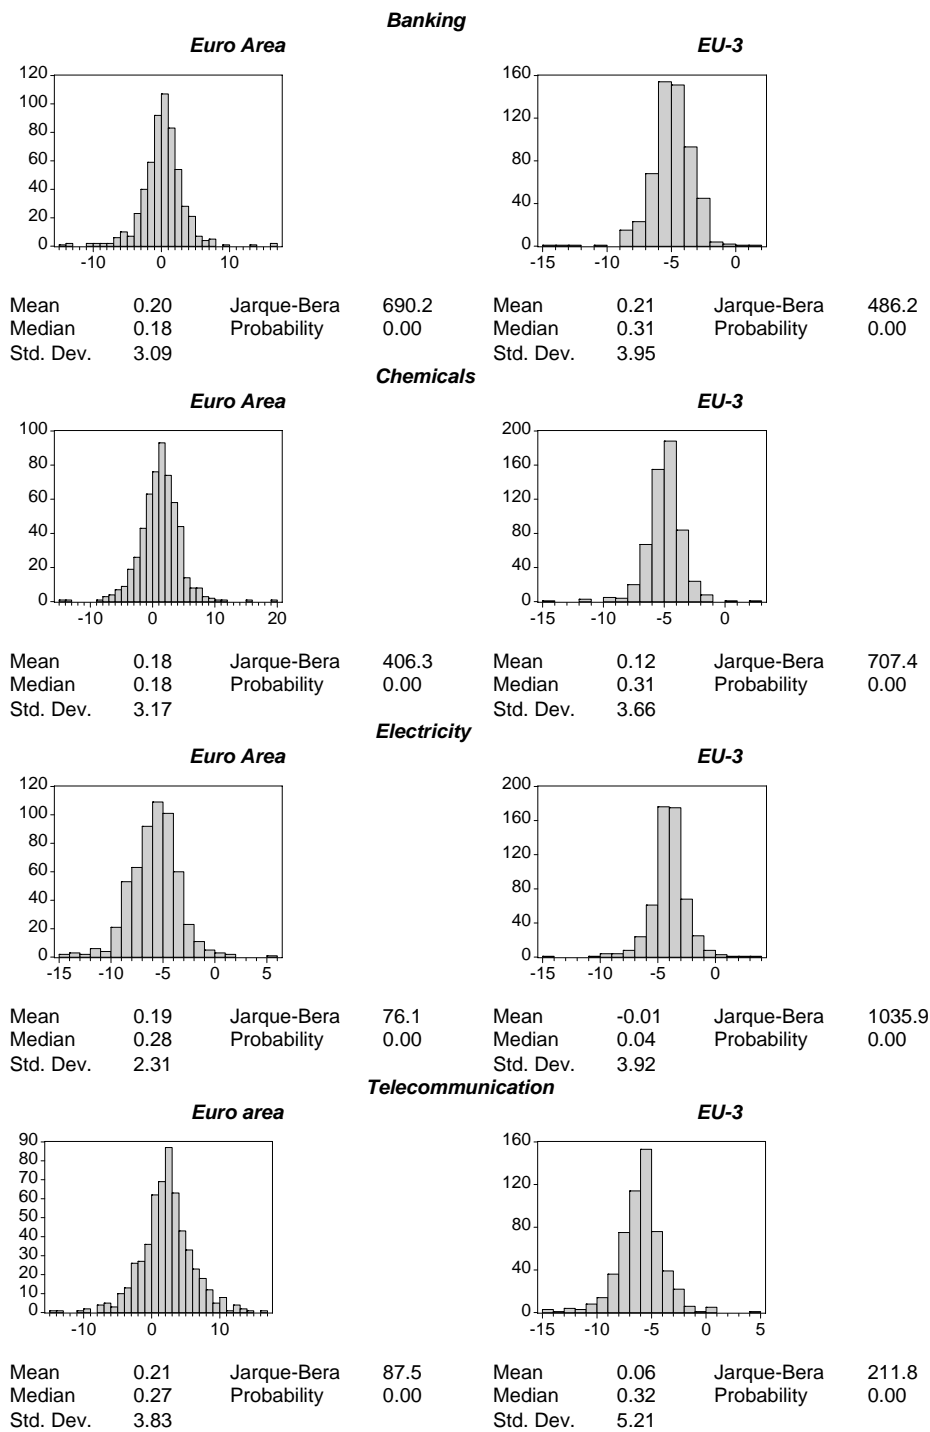 Banking
Euro Area EU-3
120
100
80
60
40
20
0
-10 0 10
160
120
80
40
0
-15 -10 -5 0
Mean 0.20 Jarque-Bera 690.2 Mean 0.21 Jarque-Bera 486.2
Median 0.18 Probability 0.00 Median 0.31 Probability 0.00
Std. Dev. 3.09 Std. Dev. 3.95
Chemicals
Euro Area EU-3
100
80
60
40
20
0
-10 0 10 20
200
160
120
80
40
0
-15 -10 -5 0
Mean 0.18 Jarque-Bera 406.3 Mean 0.12 Jarque-Bera 707.4
Median 0.18 Probability 0.00 Median 0.31 Probability 0.00
Std. Dev. 3.17 Std. Dev. 3.66
Electricity
Euro Area EU-3
120
100
80
60
40
20
0
-15 -10 -5 0 5
200
160
120
80
40
0
-15 -10 -5 0
Mean 0.19 Jarque-Bera 76.1 Mean -0.01 Jarque-Bera 1035.9
Median 0.28 Probability 0.00 Median 0.04 Probability 0.00
Std. Dev. 2.31 Std. Dev. 3.92
Telecommunication
Euro area EU-3
90
80
70
60
50
40
30
20
10
0
-10 0 10
160
120
80
40
0
-15 -10 -5 0 5
Mean 0.21 Jarque-Bera 87.5 Mean 0.06 Jarque-Bera 211.8
Median 0.27 Probability 0.00 Median 0.32 Probability 0.00
Std. Dev. 3.83 Std. Dev. 5.21